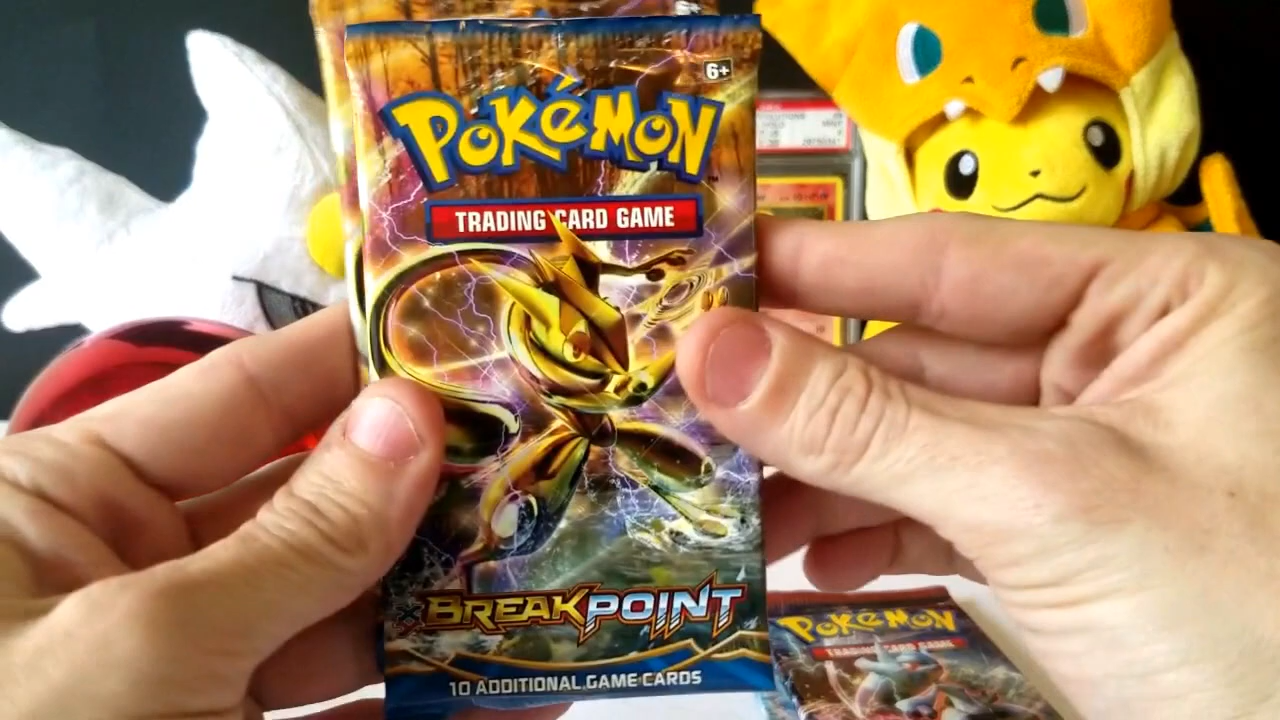 6+
POKéMON
TRADING CARD GAME
BREAKPOINT
10 ADDITIONAL GAME CARDS
POKéMON
TRADING CARD GAME